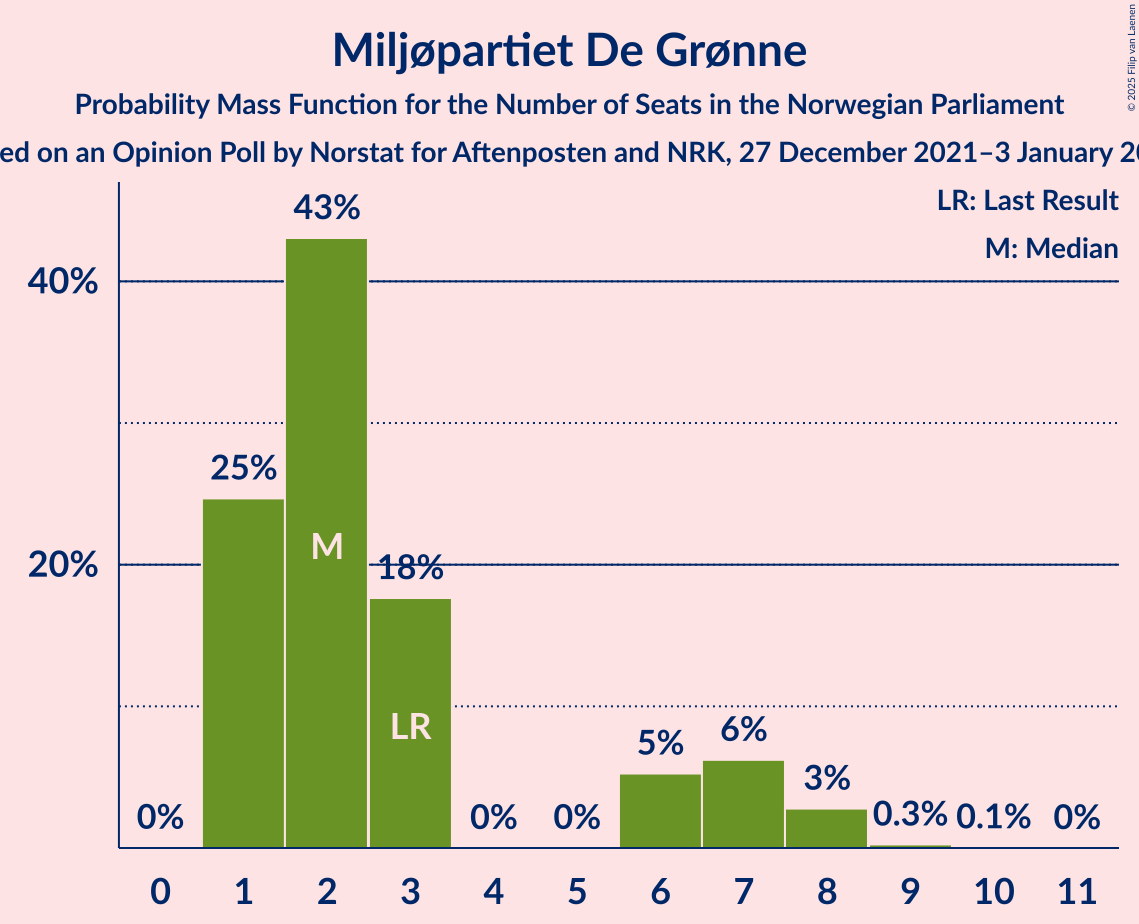 Miljøpartiet De Grønne
Probability Mass Function for the Number of Seats in the Norwegian Parliament
ed on an Opinion Poll by Norstat for Aftenposten and NRK, 27 December 2021–3 January 20
© 2025 Filip van Laenen
LR: Last Result
M: Median
43%
40%
25%
M
20%
18%
LR
0%
0%
0%
5%
6%
3%
0.3%
0.1%
0%
0 1 2 3 4 5 6 7 8 9 10 11